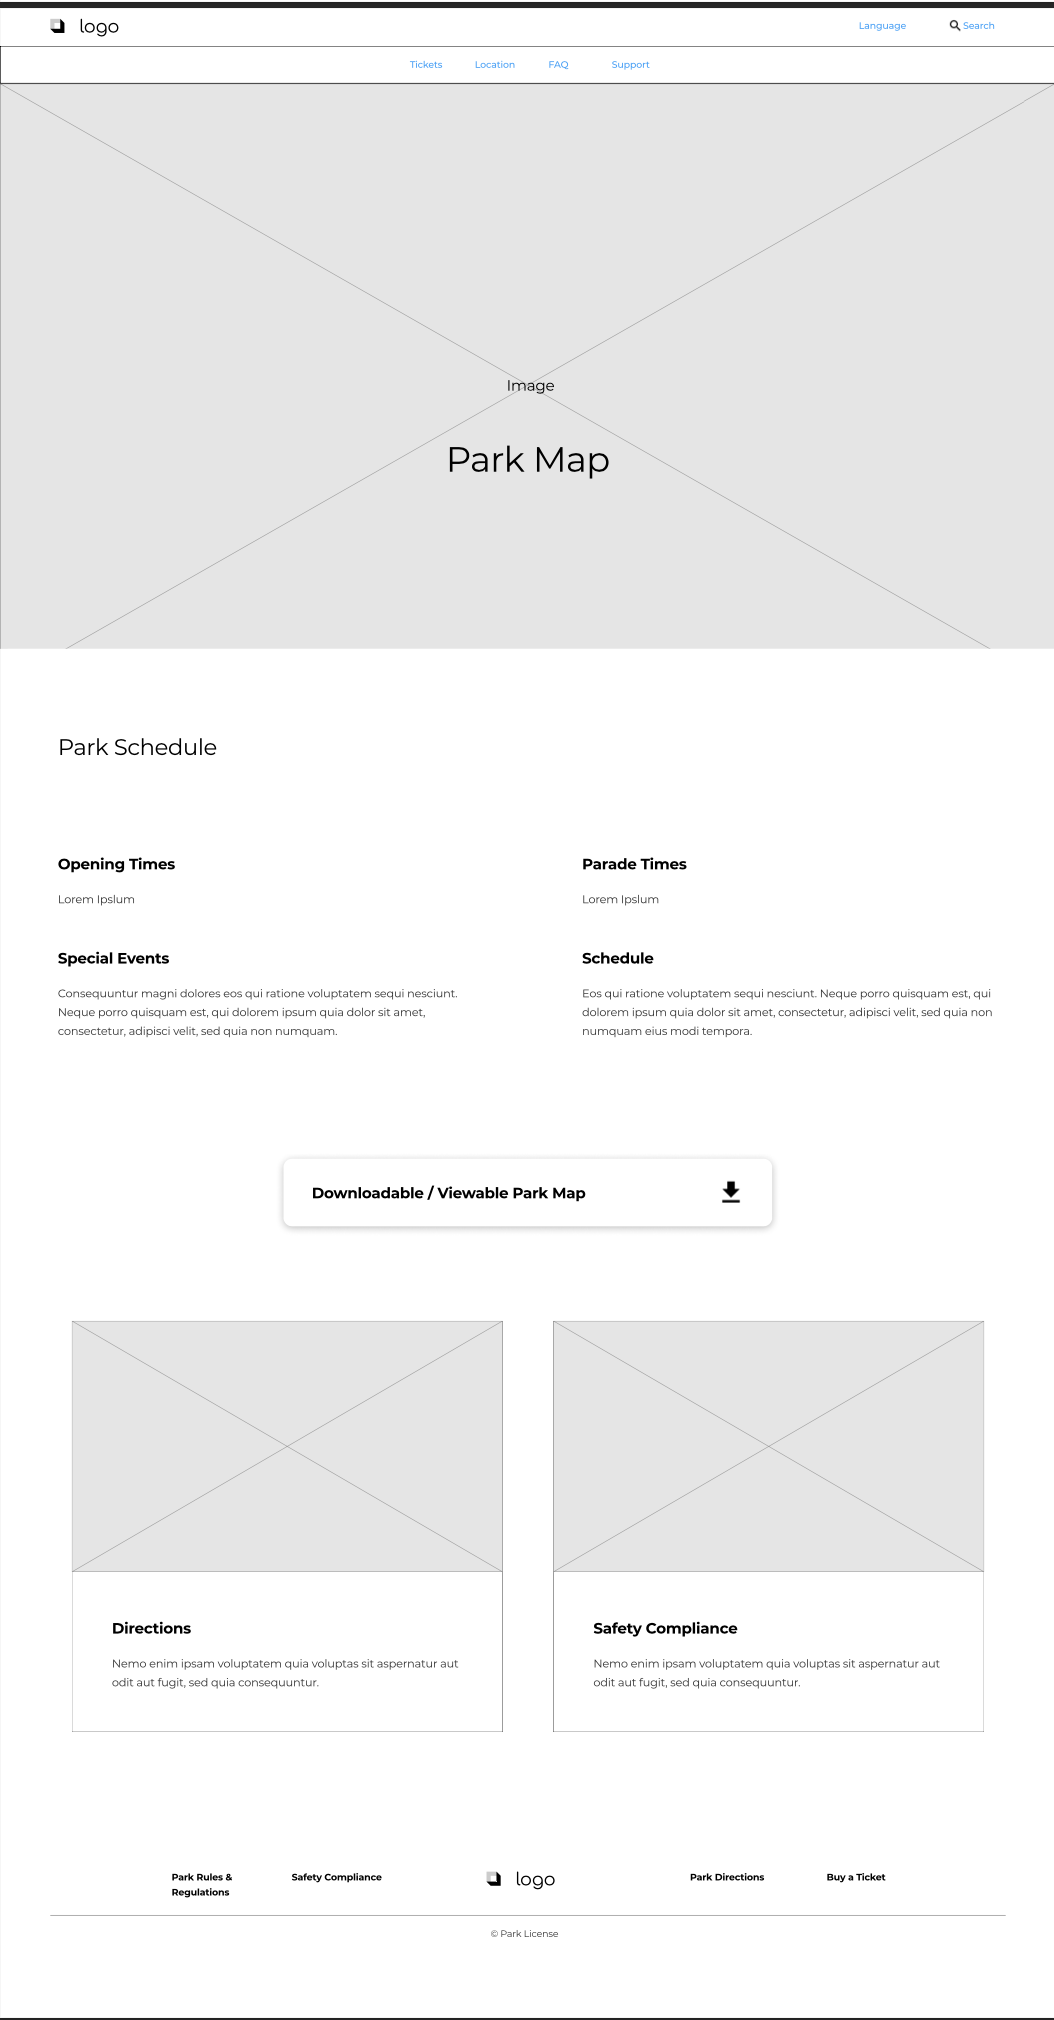 logo
Language
Search
Tickets
Location
FAQ
Support
Image
Park Map
Park Schedule
Opening Times
Lorem Ipslum
Parade Times
Lorem Ipslum
Special Events
Consequuntur magni dolores eos qui ratione voluptatem sequi nesciunt.
Neque porro quisquam est, qui dolorem ipsum quia dolor sit amet,
consectetur, adipisci velit, sed quia non numquam.
Schedule
Eos qui ratione voluptatem sequi nesciunt. Neque porro quisquam est, qui
dolorem ipsum quia dolor sit amet, consectetur, adipisci velit, sed quia non
numquam eius modi tempora.
Downloadable / Viewable Park Map
Directions
Nemo enim ipsam voluptatem quia voluptas sit aspernatur aut
odit aut fugit, sed quia consequuntur.
Safety Compliance
Nemo enim ipsam voluptatem quia voluptas sit aspernatur aut
odit aut fugit, sed quia consequuntur.
Park Rules &
Regulations
Safety Compliance
logo
Park Directions
Buy a Ticket
© Park License